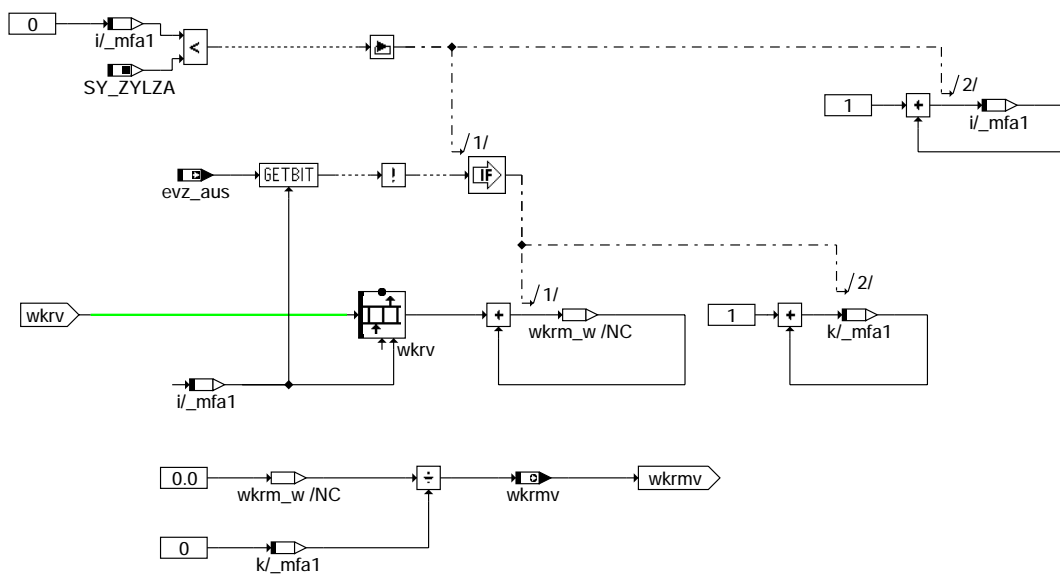 0
i/_mfa1
<
SY_ZYLZA
/2/
1
+
i/_mfa1
/1/
evz_aus
GETBIT
!
IF
/1/
/2/
wkrv
wkrv
+
wkrm_w /NC
1
+
k/_mfa1
i/_mfa1
0.0
wkrm_w /NC
÷
wkrmv
wkrmv
0
k/_mfa1